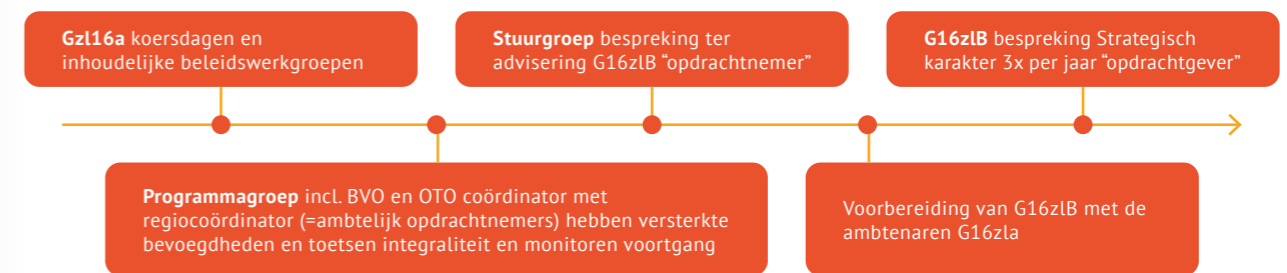 Gzl16a koersdagen en
inhoudelijke beleidswerkgroepen
Programmagroep incl. BVO en OTO coördinator met
regiocoördinator (=ambtelijk opdrachtnemers) hebben versterkte
bevoegdheden en toetsen integraliteit en monitoren voortgang
Stuurgroep bespreking ter
advisering G16zlB “opdrachtnemer”
Voorbereiding van G16zlB met de
ambtenaren G16zla
G16zlB bespreking Strategisch
karakter 3x per jaar “opdrachtgever”